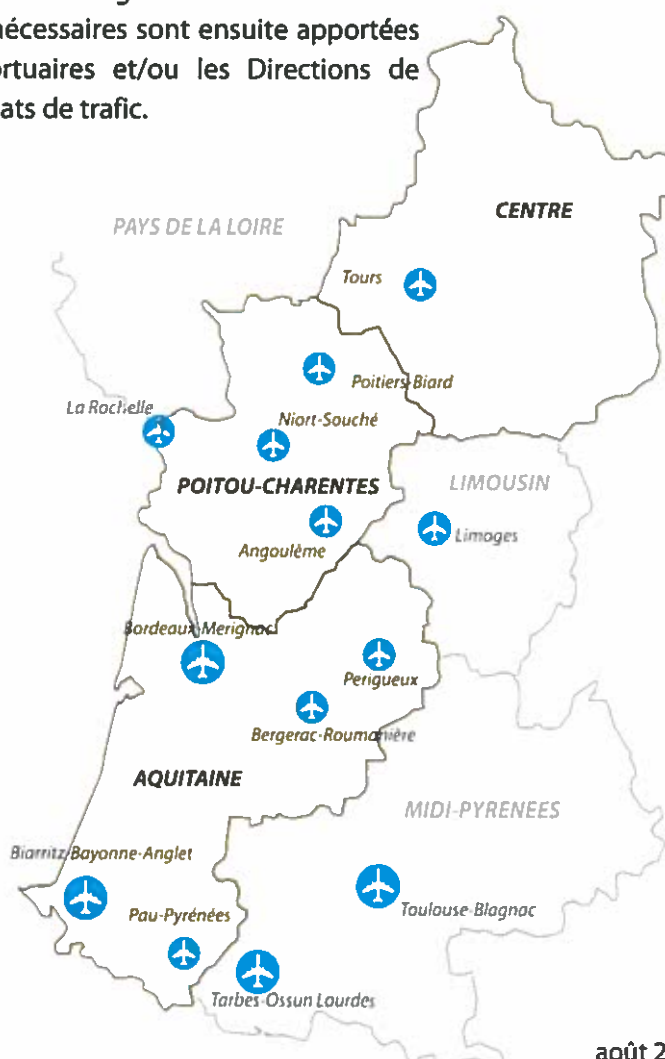 nécessaires sont ensuite apportées
ortuaires et/ou les Directions de
ats de trafic.
CENTRE
PAYS DE LA LOIRE
Tours
Poitiers-Biard
La Rochelle
Niort-Souché
POITOU-CHARENTES
LIMOUSIN
Limoges
Angoulême
Bordeaux-Merignac
Perigueux
Bergerac-Roumanière
AQUITAINE
MIDI-PYRENEES
Biarritz-Bayonne-Anglet
Toulouse-Blagnac
Pau-Pyrénées
Tarbes-Ossun Lourdes
août 2